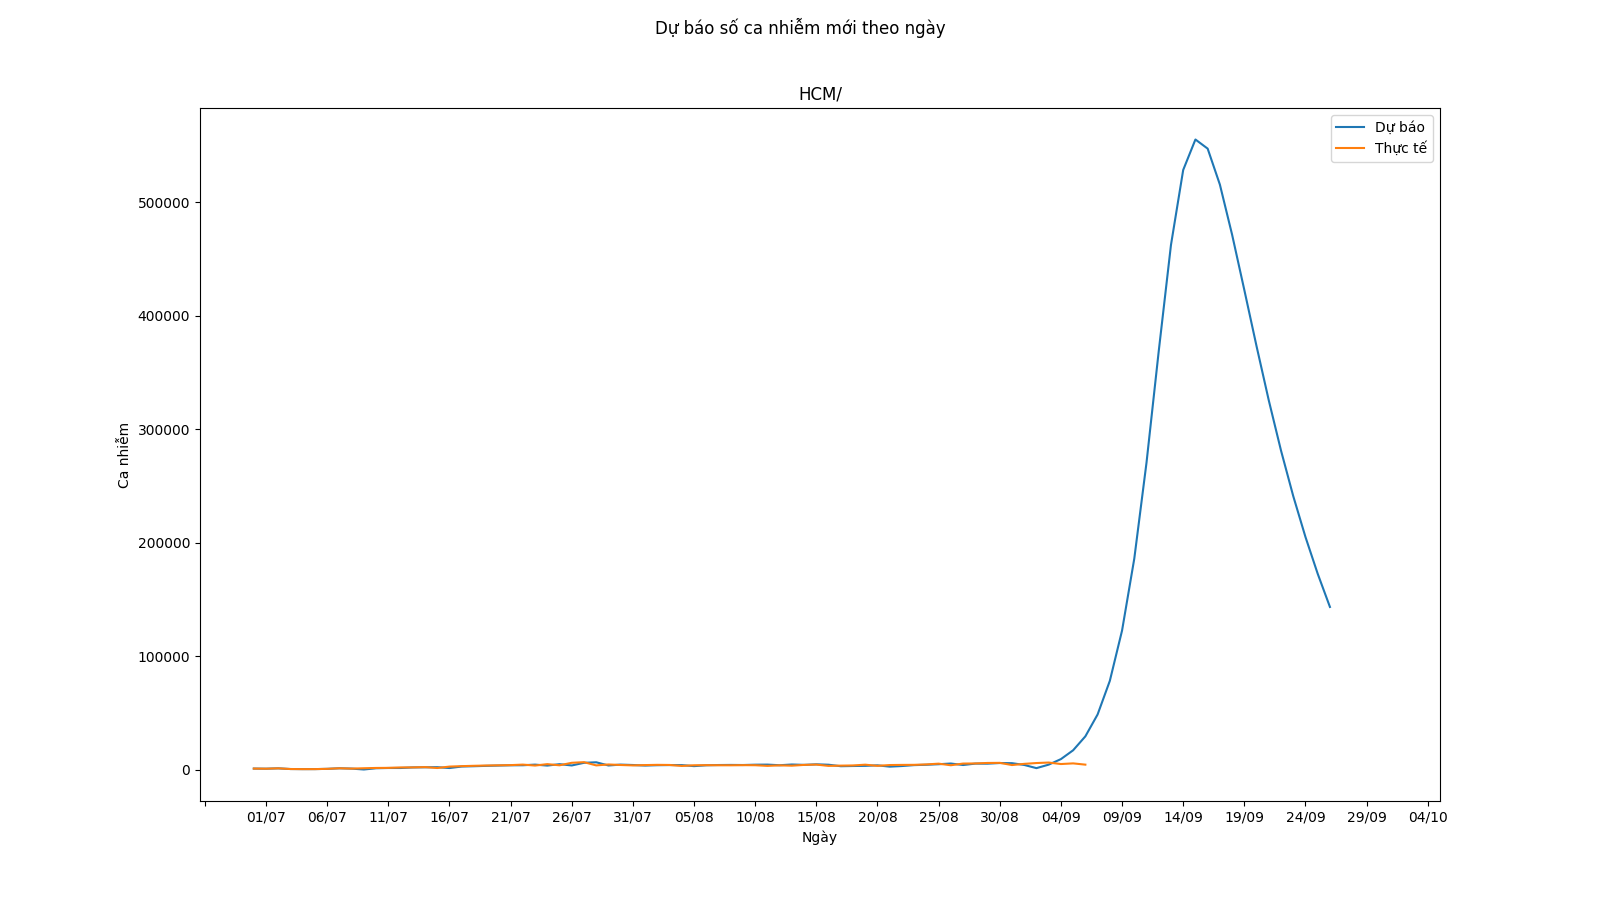 Dự báo số ca nhiễm mới theo ngày
HCM/
Dự báo
Thực tế
Ca nhiễm
500000
400000
300000
200000
100000
0
01/07 06/07 11/07 16/07 21/07 26/07 31/07 05/08 10/08 15/08 20/08 25/08 30/08 04/09 09/09 14/09 19/09 24/09 29/09 04/10
Ngày